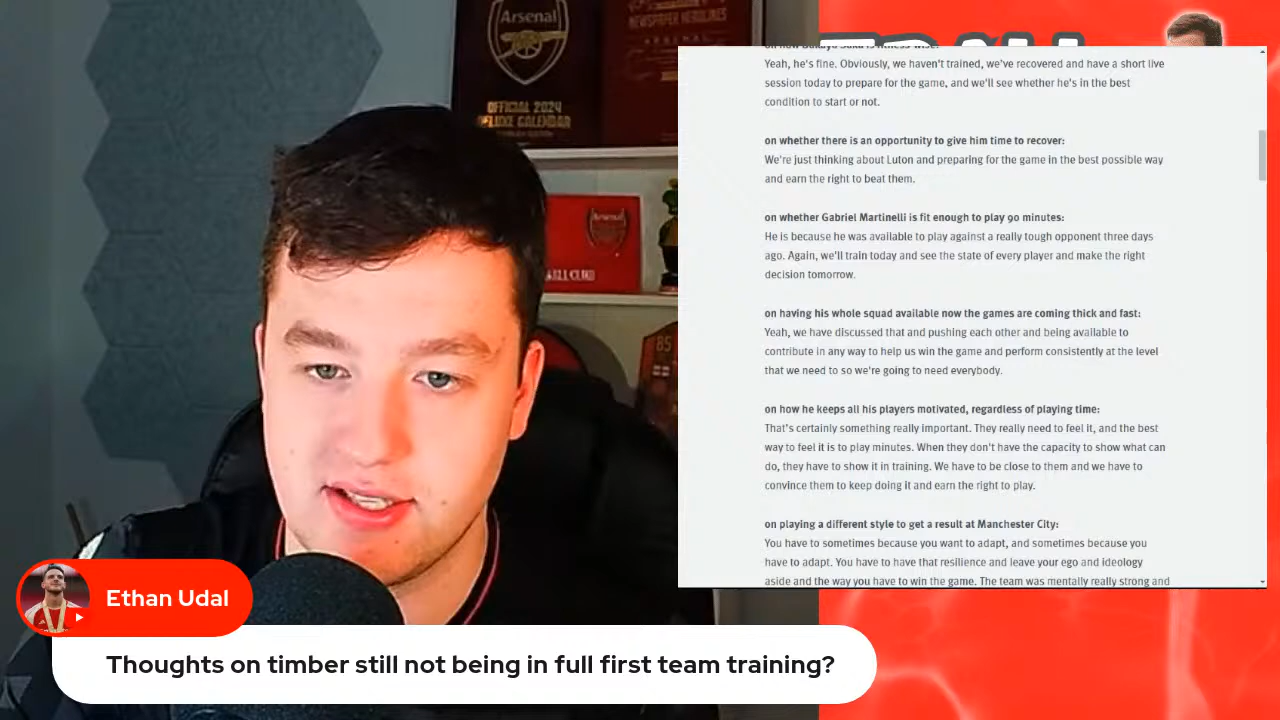 Arsenal
NEWSPAPER HEADLINES
ARSENAL
OFFICIAL 2024
DELUXE CALENDAR
Arsenal
85
on how Bukayo Saka is fitness-wise:
Yeah, he's fine. Obviously, we haven't trained, we've recovered and have a short live
session today to prepare for the game, and we'll see whether he's in the best
condition to start or not.
on whether there is an opportunity to give him time to recover:
We're just thinking about Luton and preparing for the game in the best possible way
and earn the right to beat them.
on whether Gabriel Martinelli is fit enough to play 90 minutes:
He is because he was available to play against a really tough opponent three days
ago. Again, we'll train today and see the state of every player and make the right
decision tomorrow.
on having his whole squad available now the games are coming thick and fast:
Yeah, we have discussed that and pushing each other and being available to
contribute in any way to help us win the game and perform consistently at the level
that we need to so we're going to need everybody.
on how he keeps all his players motivated, regardless of playing time:
That's certainly something really important. They really need to feel it, and the best
way to feel it is to play minutes. When they don't have the capacity to show what can
do, they have to show it in training. We have to be close to them and we have to
convince them to keep doing it and earn the right to play.
on playing a different style to get a result at Manchester City:
You have to sometimes because you want to adapt, and sometimes because you
have to adapt. You have to have that resilience and leave your ego and ideology
aside and the way you have to win the game. The team was mentally really strong and
Ethan Udal
Thoughts on timber still not being in full first team training?